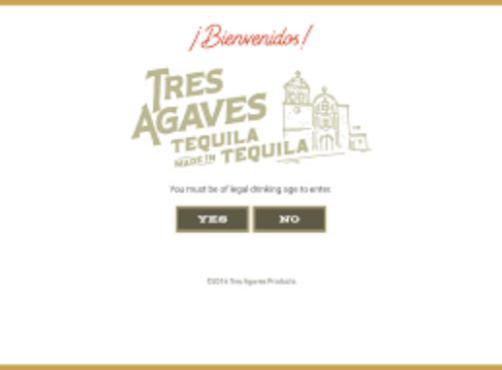 ¡Bienvenidos!
TRES
AGAVES
TEQUILA
MADE IN TEQUILA
You must be of legal drinking age to enter.
YES
NO
©2016 Tres Agaves Products.